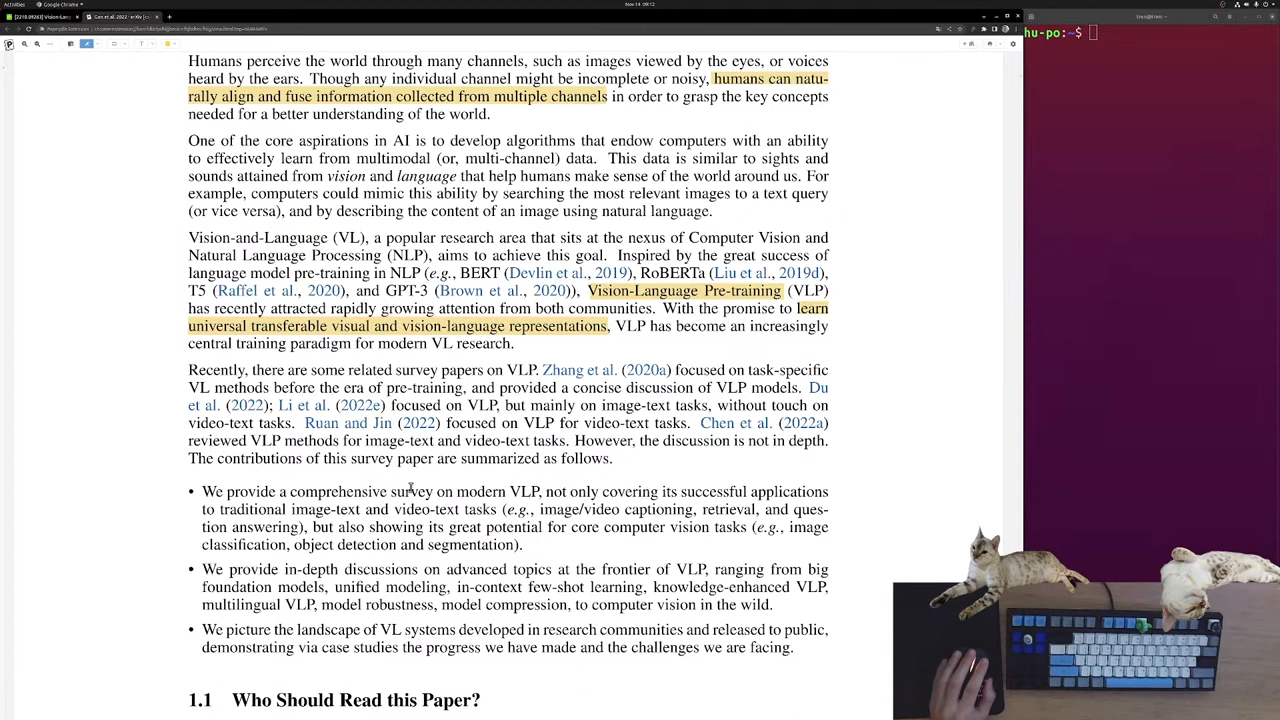 Activities
Google Chrome
Nov 14 09:12
[2210.09263] Vision-Lang
Gan et al. 2022 - arXiv [cs.
hu-po:~$
Humans perceive the world through many channels, such as images viewed by the eyes, or voices
heard by the ears. Though any individual channel might be incomplete or noisy, humans can natu-
rally align and fuse information collected from multiple channels in order to grasp the key concepts
needed for a better understanding of the world.
One of the core aspirations in AI is to develop algorithms that endow computers with an ability
to effectively learn from multimodal (or, multi-channel) data. This data is similar to sights and
sounds attained from vision and language that help humans make sense of the world around us. For
example, computers could mimic this ability by searching the most relevant images to a text query
(or vice versa), and by describing the content of an image using natural language.
Vision-and-Language (VL), a popular research area that sits at the nexus of Computer Vision and
Natural Language Processing (NLP), aims to achieve this goal. Inspired by the great success of
language model pre-training in NLP (e.g., BERT (Devlin et al., 2019), RoBERTa (Liu et al., 2019d),
T5 (Raffel et al., 2020), and GPT-3 (Brown et al., 2020)), Vision-Language Pre-training (VLP)
has recently attracted rapidly growing attention from both communities. With the promise to learn
universal transferable visual and vision-language representations, VLP has become an increasingly
central training paradigm for modern VL research.
Recently, there are some related survey papers on VLP. Zhang et al. (2020a) focused on task-specific
VL methods before the era of pre-training, and provided a concise discussion of VLP models. Du
et al. (2022); Li et al. (2022e) focused on VLP, but mainly on image-text tasks, without touch on
video-text tasks. Ruan and Jin (2022) focused on VLP for video-text tasks. Chen et al. (2022a)
reviewed VLP methods for image-text and video-text tasks. However, the discussion is not in depth.
The contributions of this survey paper are summarized as follows.
• We provide a comprehensive survey on modern VLP, not only covering its successful applications
to traditional image-text and video-text tasks (e.g., image/video captioning, retrieval, and ques-
tion answering), but also showing its great potential for core computer vision tasks (e.g., image
classification, object detection and segmentation).
• We provide in-depth discussions on advanced topics at the frontier of VLP, ranging from big
foundation models, unified modeling, in-context few-shot learning, knowledge-enhanced VLP,
multilingual VLP, model robustness, model compression, to computer vision in the wild.
• We picture the landscape of VL systems developed in research communities and released to public,
demonstrating via case studies the progress we have made and the challenges we are facing.
1.1 Who Should Read this Paper?